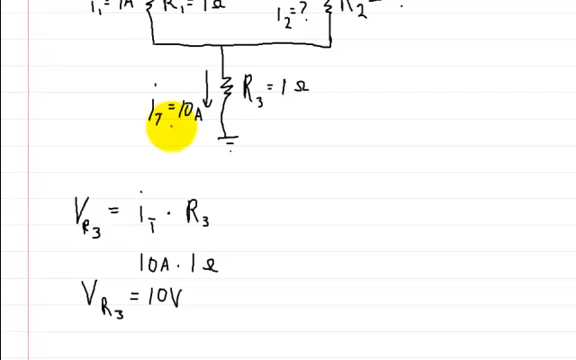 i₁ = 1A R₁ = 1Ω i₂ = ? R₂
i_T = 10A R₃ = 1Ω
V_R₃ = i_T · R₃
10A · 1Ω
V_R₃ = 10V